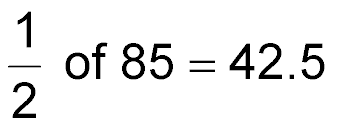 1/2 of 85 = 42.5